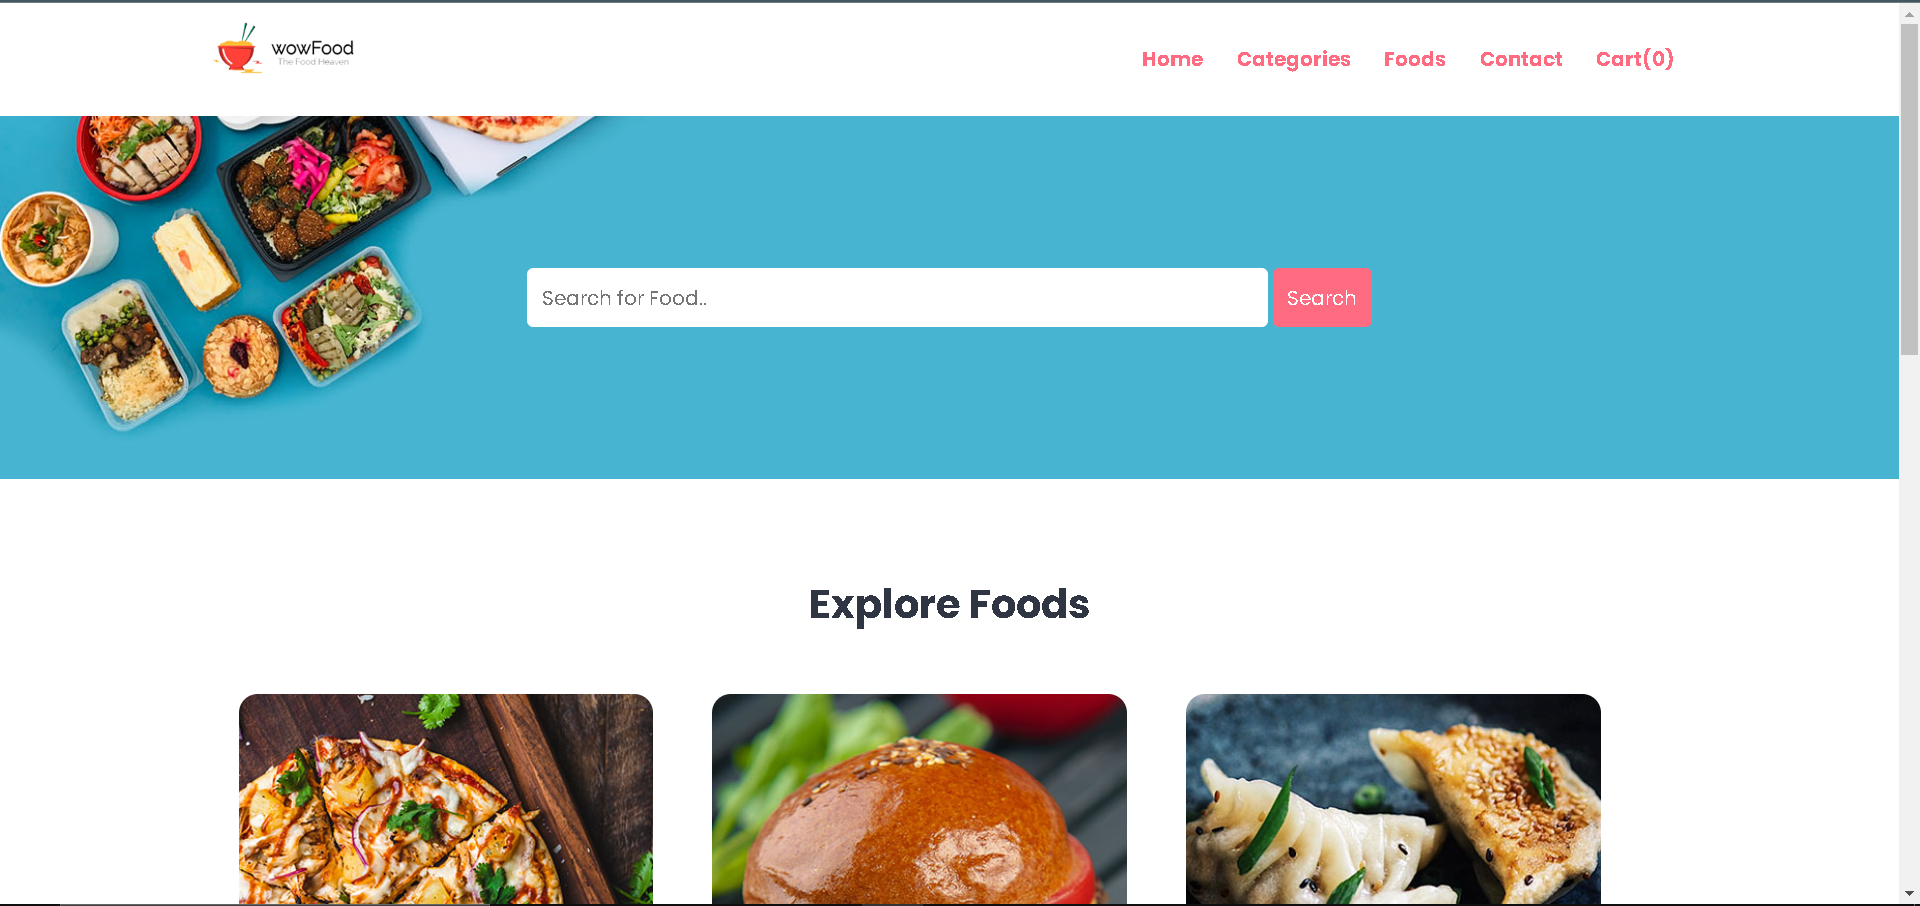 wowFood
The Food Heaven
Home Categories Foods Contact Cart(0)
Search for Food..
Search
Explore Foods